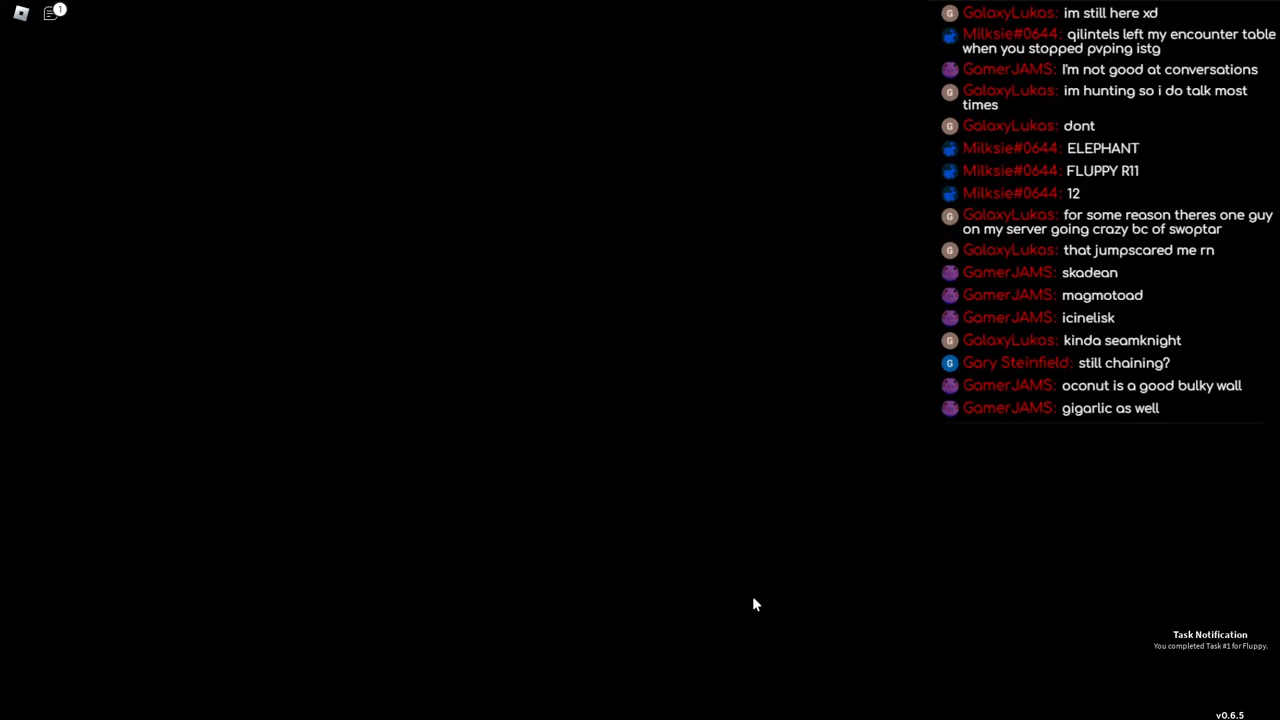 1
GalaxyLukas: im still here xd
Milksie#0644: qilintels left my encounter table
when you stopped pvping istg
GamerJAMS: I'm not good at conversations
GalaxyLukas: im hunting so i do talk most
times
GalaxyLukas: dont
Milksie#0644: ELEPHANT
Milksie#0644: FLUPPY R11
Milksie#0644: 12
GalaxyLukas: for some reason theres one guy
on my server going crazy bc of swoptar
GalaxyLukas: that jumpscared me rn
GamerJAMS: skadean
GamerJAMS: magmotoad
GamerJAMS: icinelisk
GalaxyLukas: kinda seamknight
G Gary Steinfield: still chaining?
GamerJAMS: oconut is a good bulky wall
GamerJAMS: gigarlic as well
Task Notification
You completed Task #1 for Fluppy.
v0.6.5